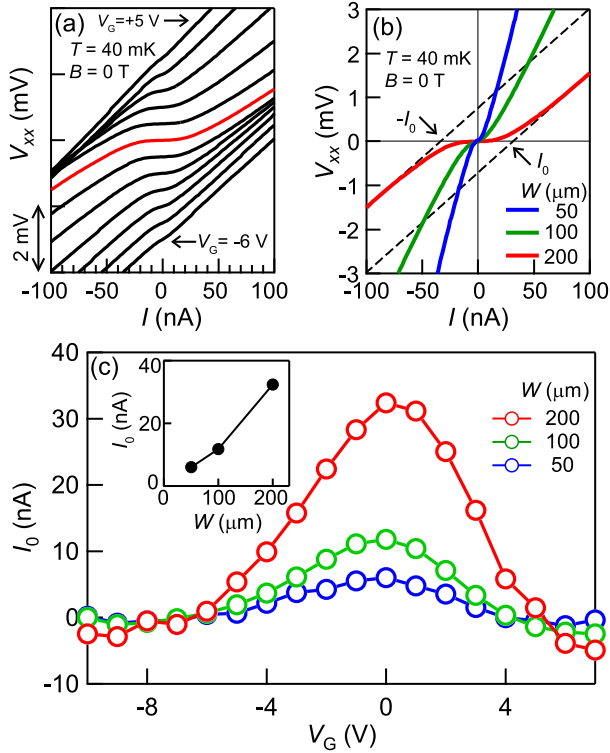 (a)
V_G=+5 V
T = 40 mK
B = 0 T
V_xx (mV)
2 mV
V_G= -6 V
-100 -50 0 50 100
I (nA)
(b)
T = 40 mK
B = 0 T
V_xx (mV)
3
2
1
0
-1
-2
-3
-I_0
I_0
W (μm)
50
100
200
-100 -50 0 50 100
I (nA)
(c)
I_0 (nA)
40
30
20
10
0
-10
I_0 (nA)
40
20
0
0 100 200
W (μm)
W (μm)
200
100
50
-8 -4 0 4
V_G (V)